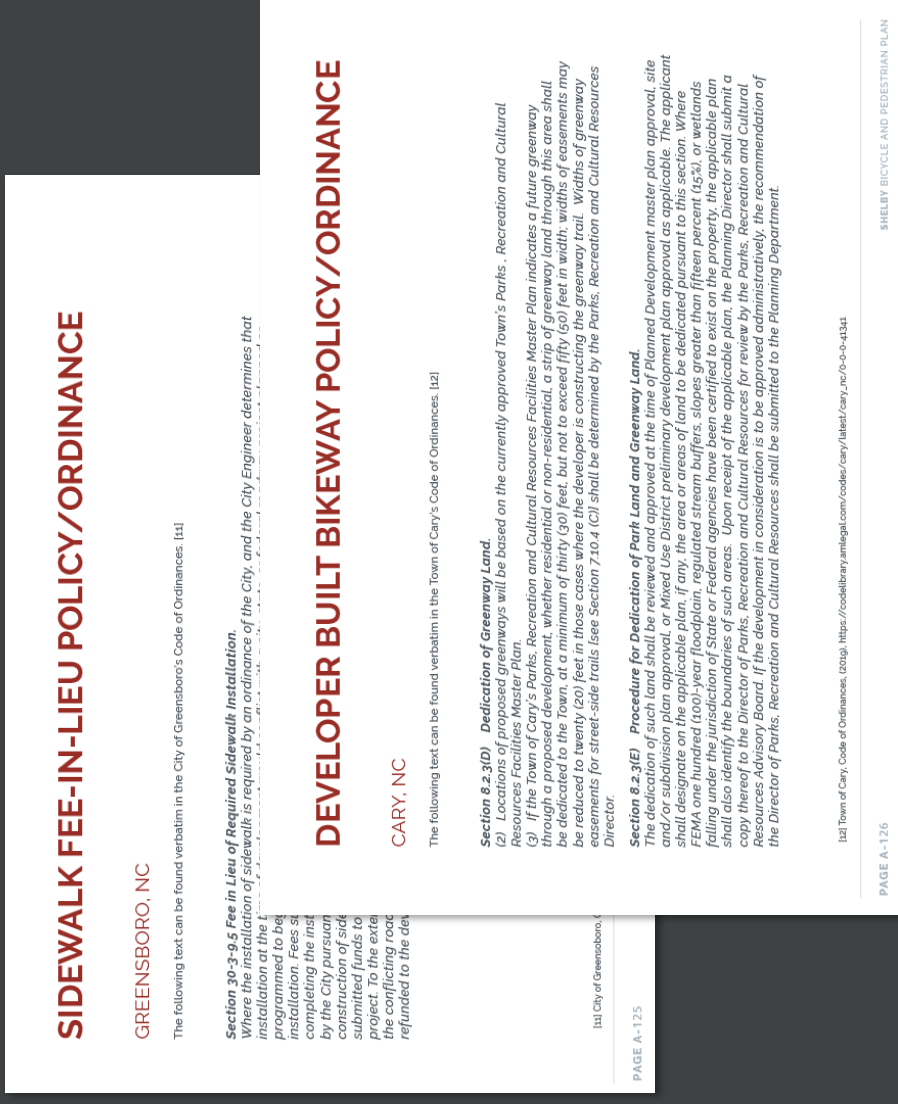 SIDEWALK FEE-IN-LIEU POLICY/ORDINANCE
GREENSBORO, NC
The following text can be found verbatim in the City of Greensboro's Code of Ordinances. [11]
Section 30-3-9.5 Fee in Lieu of Required Sidewalk Installation.
Where the installation of sidewalk is required by an ordinance of the City, and the City Engineer determines that
installation at the
programmed to
installation. Fees
completing the
by the City
construction of
submitted funds to
project. To the
the conflicting
refunded to the
[11] City of Greensboro,
PAGE A-125
DEVELOPER BUILT BIKEWAY POLICY/ORDINANCE
CARY, NC
The following text can be found verbatim in the Town of Cary's Code of Ordinances. [12]
Section 8.2.3(D) Dedication of Greenway Land.
(2) Locations of proposed greenways will be based on the currently approved Town's Parks , Recreation and Cultural
Resources Facilities Master Plan.
(3) If the Town of Cary's Parks, Recreation and Cultural Resources Facilities Master Plan indicates a future greenway
through a proposed development, whether residential or non-residential, a strip of greenway land through this area shall
be dedicated to the Town, at a minimum of thirty (30) feet, but not to exceed fifty (50) feet in width; widths of easements may
be reduced to twenty (20) feet in those cases where the developer is constructing the greenway trail. Widths of greenway
easements for street-side trails [see Section 7.10.4 (C)] shall be determined by the Parks, Recreation and Cultural Resources
Director.
Section 8.2.3(E) Procedure for Dedication of Park Land and Greenway Land.
The dedication of such land shall be reviewed and approved at the time of Planned Development master plan approval, site
and/or subdivision plan approval, or Mixed Use District preliminary development plan approval as applicable. The applicant
shall designate on the applicable plan, if any, the area or areas of land to be dedicated pursuant to this section. Where
FEMA one hundred (100)-year floodplain, regulated stream buffers, slopes greater than fifteen percent (15%), or wetlands
falling under the jurisdiction of State or Federal agencies have been certified to exist on the property, the applicable plan
shall also identify the boundaries of such areas. Upon receipt of the applicable plan, the Planning Director shall submit a
copy thereof to the Director of Parks, Recreation and Cultural Resources for review by the Parks, Recreation and Cultural
Resources Advisory Board. If the development in consideration is to be approved administratively, the recommendation of
the Director of Parks, Recreation and Cultural Resources shall be submitted to the Planning Department.
[12] Town of Cary, Code of Ordinances, (2019), https://codelibrary.amlegal.com/codes/cary/latest/cary_nc/0-0-0-41341
PAGE A-126
SHELBY BICYCLE AND PEDESTRIAN PLAN